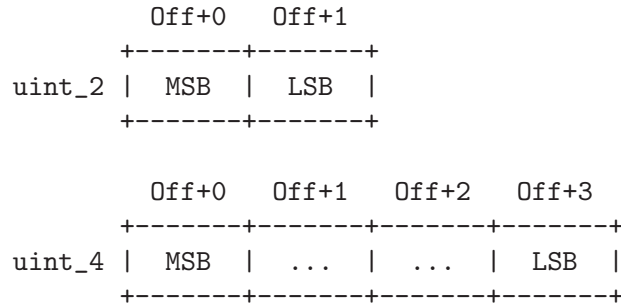 Off+0 Off+1
+-------+-------+
uint_2 | MSB | LSB |
+-------+-------+
Off+0 Off+1 Off+2 Off+3
+-------+-------+-------+-------+
uint_4 | MSB | ... | ... | LSB |
+-------+-------+-------+-------+